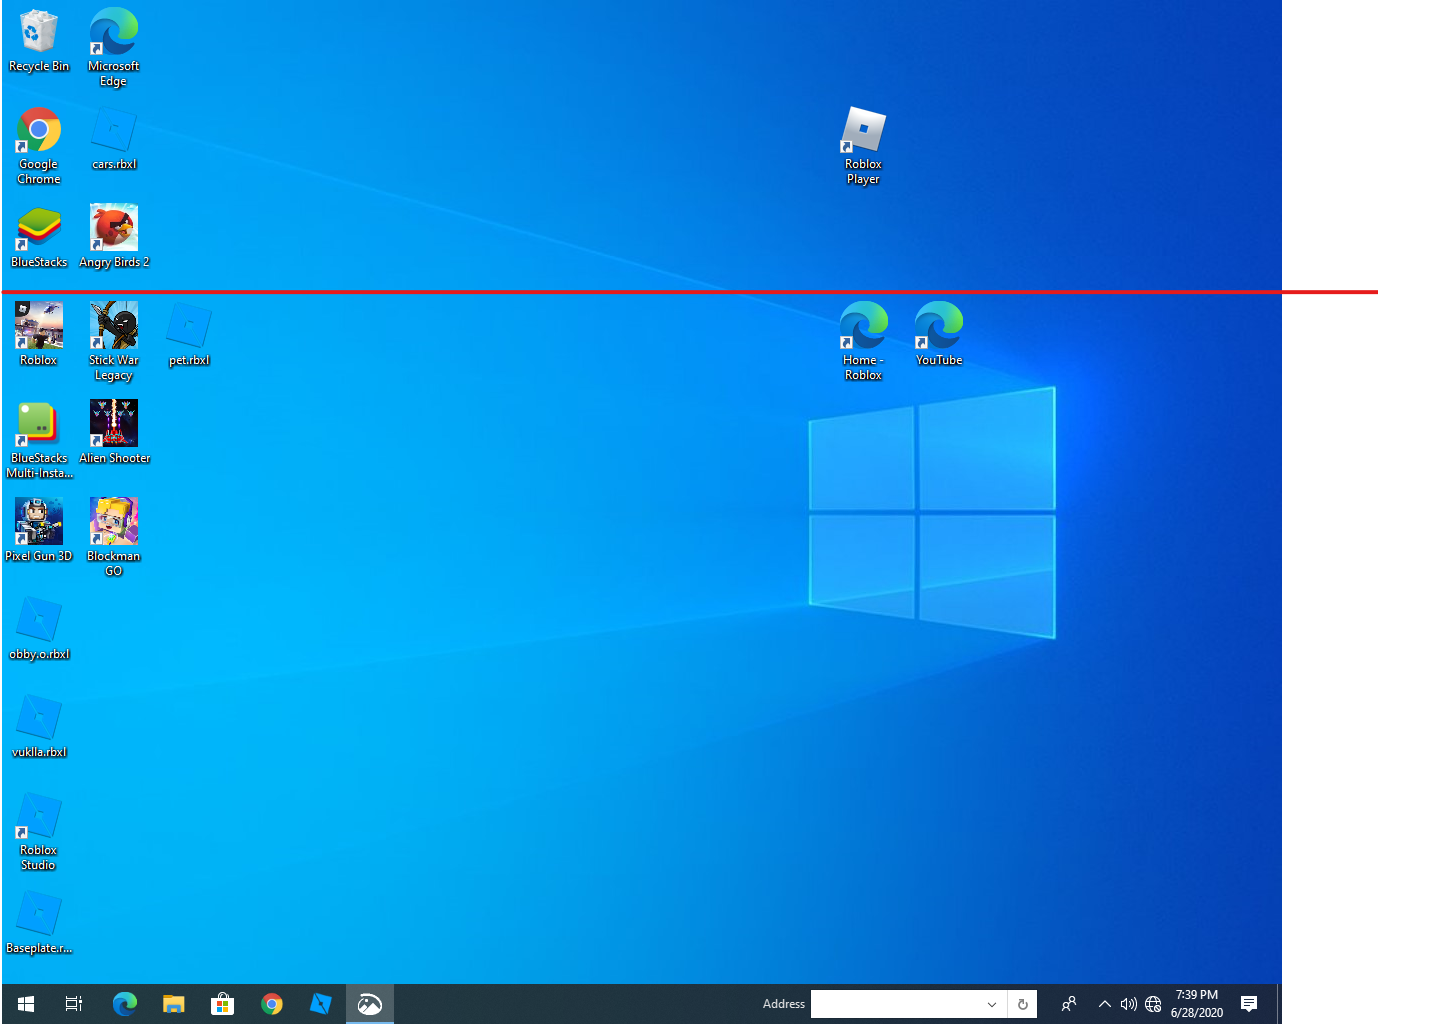 Recycle Bin
Microsoft
Edge
Google
Chrome
cars.rbxl
Roblox
Player
BlueStacks
Angry Birds 2
Roblox
Stick War
Legacy
pet.rbxl
Home -
Roblox
YouTube
BlueStacks
Multi-Insta...
Alien Shooter
Pixel Gun 3D
Blockman
GO
obby.o.rbxl
vuklla.rbxl
Roblox
Studio
Baseplate.r...
Address
7:39 PM
6/28/2020